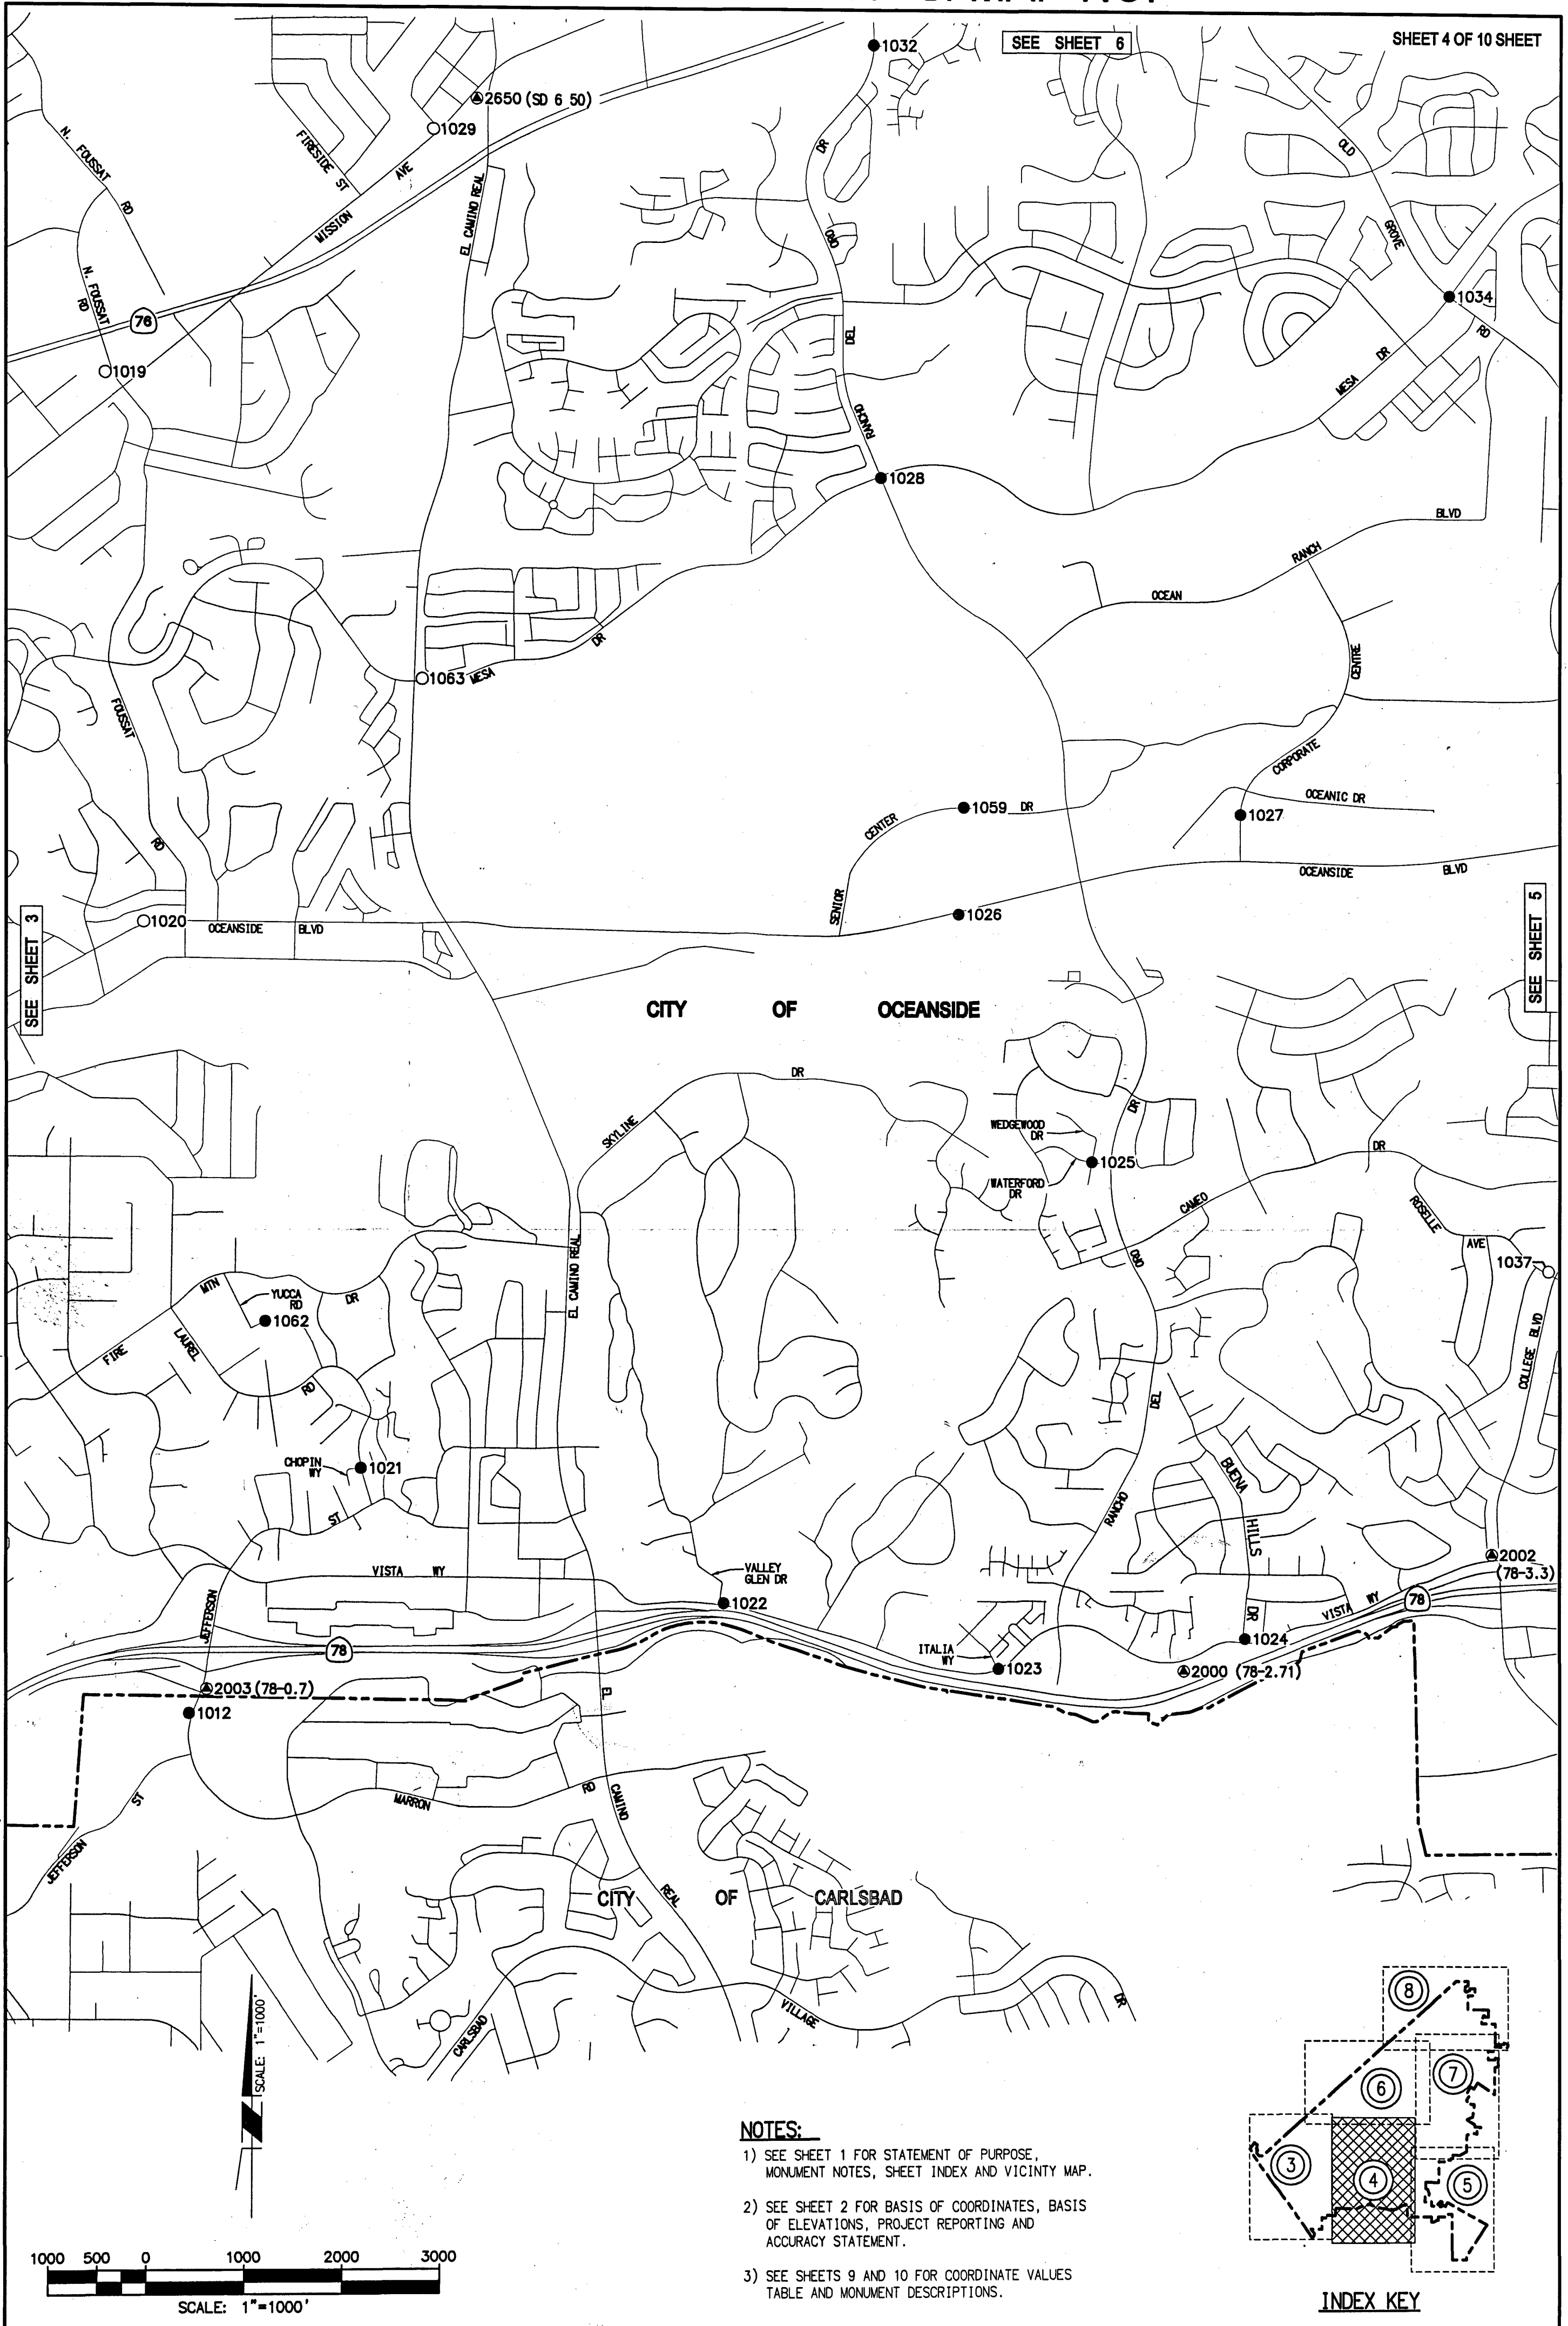 SHEET 4 OF 10 SHEET
SEE SHEET 6
1032
2650 (SD 6 50)
1029
N. FOUSSAT RD
FIRESIDE ST
MISSION AVE
EL CAMINO REAL
DR
ORO
OLD
GROVE
N. FOUSSAT
RD
76
1019
DEL
1034
RD
MESA DR
RANCHO
1028
BLVD
RANCH
OCEAN
CENTRE
1063
MESA
DR
FOUSSAT
CORPORATE
OCEANIC DR
1059
DR
CENTER
1027
RD
OCEANSIDE BLVD
SENIOR
1026
SEE SHEET 3
1020
OCEANSIDE BLVD
SEE SHEET 5
CITY OF OCEANSIDE
DR
SKYLINE
WEDGEWOOD
DR
DR
1025
DR
WATERFORD
DR
CAMEO
ROSELLE
AVE
ORO
1037
EL CAMINO REAL
MTN
YUCCA
RD
DR
1062
FIRE
LAUREL
RD
COLLEGE BLVD
DEL
CHOPIN
WY
1021
BUENA
RANCHO
ST
HILLS
2002
(78-3.3)
VISTA WY
VALLEY
GLEN DR
1022
JEFFERSON
78
VISTA WY
DR
1024
78
ITALIA
WY
1023
2000 (78-2.71)
2003 (78-0.7)
EL
1012
ST
MARRON
RD
CAMINO
JEFFERSON
REAL
CITY OF CARLSBAD
CARLSBAD
VILLAGE
DR
SCALE: 1"=1000'
8
7
6
3
4
5
INDEX KEY
NOTES:
1) SEE SHEET 1 FOR STATEMENT OF PURPOSE,
MONUMENT NOTES, SHEET INDEX AND VICINTY MAP.
2) SEE SHEET 2 FOR BASIS OF COORDINATES, BASIS
OF ELEVATIONS, PROJECT REPORTING AND
ACCURACY STATEMENT.
3) SEE SHEETS 9 AND 10 FOR COORDINATE VALUES
TABLE AND MONUMENT DESCRIPTIONS.
1000 500 0 1000 2000 3000
SCALE: 1"=1000'